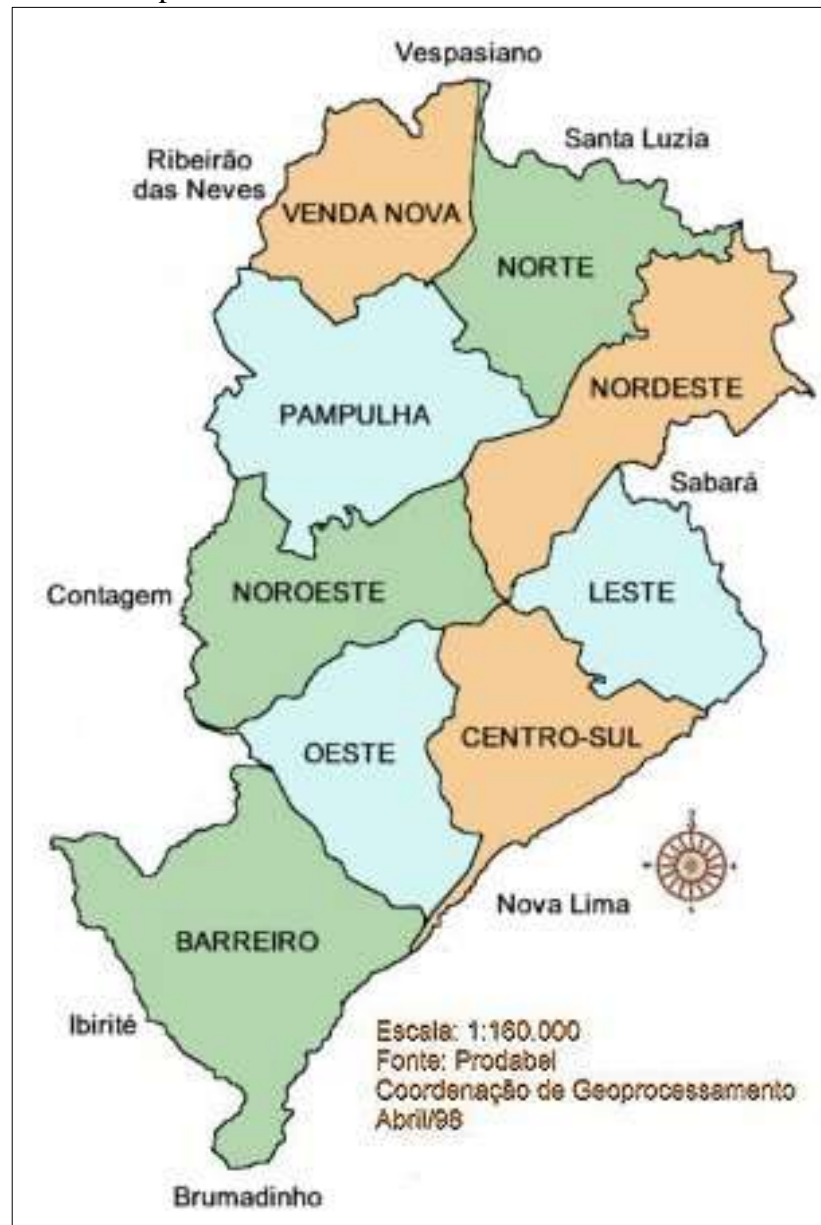 Vespasiano
Santa Luzia
Ribeirão
das Neves
VENDA NOVA
NORTE
NORDESTE
PAMPULHA
Sabará
Contagem
NOROESTE
LESTE
OESTE
CENTRO-SUL
Nova Lima
BARREIRO
Ibirité
Escala: 1:160.000
Fonte: Prodabel
Coordenação de Geoprocessamento
Abril/98
Brumadinho